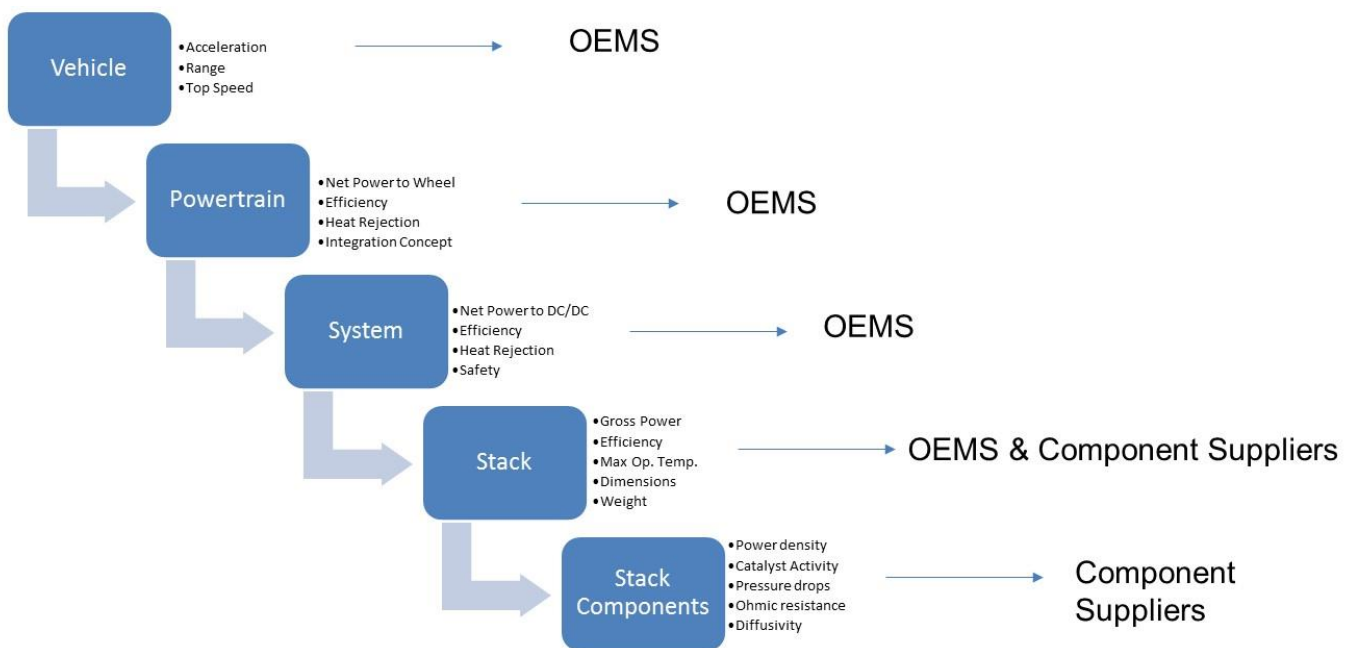 Vehicle
•Acceleration
•Range
•Top Speed
OEMS
Powertrain
•Net Power to Wheel
•Efficiency
•Heat Rejection
•Integration Concept
OEMS
System
•Net Power to DC/DC
•Efficiency
•Heat Rejection
•Safety
OEMS
Stack
•Gross Power
•Efficiency
•Max Op. Temp.
•Dimensions
•Weight
OEMS & Component Suppliers
Stack
Components
•Power density
•Catalyst Activity
•Pressure drops
•Ohmic resistance
•Diffusivity
Component
Suppliers